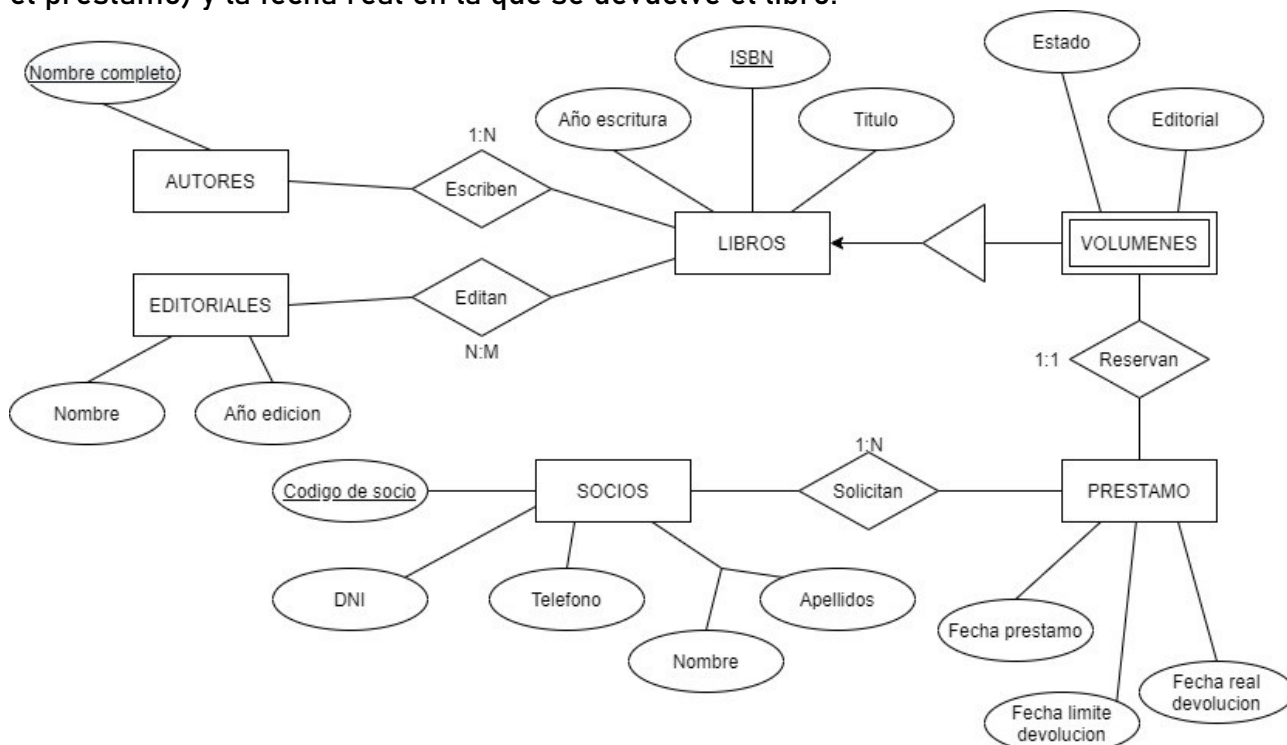 el préstamo) y la fecha real en la que se devuelve el libro.
Nombre completo
ISBN
Estado
Año escritura
Titulo
Editorial
1:N
AUTORES
Escriben
LIBROS
VOLUMENES
EDITORIALES
Editan
N:M
1:1
Reservan
Nombre
Año edicion
1:N
Codigo de socio
SOCIOS
Solicitan
PRESTAMO
DNI
Telefono
Apellidos
Nombre
Fecha prestamo
Fecha limite
devolucion
Fecha real
devolucion